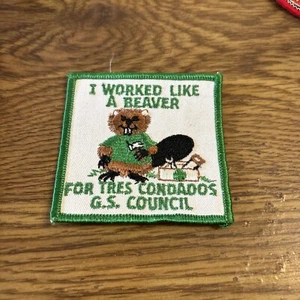 I WORKED LIKE
A BEAVER
FOR TRES CONDADOS
G.S. COUNCIL